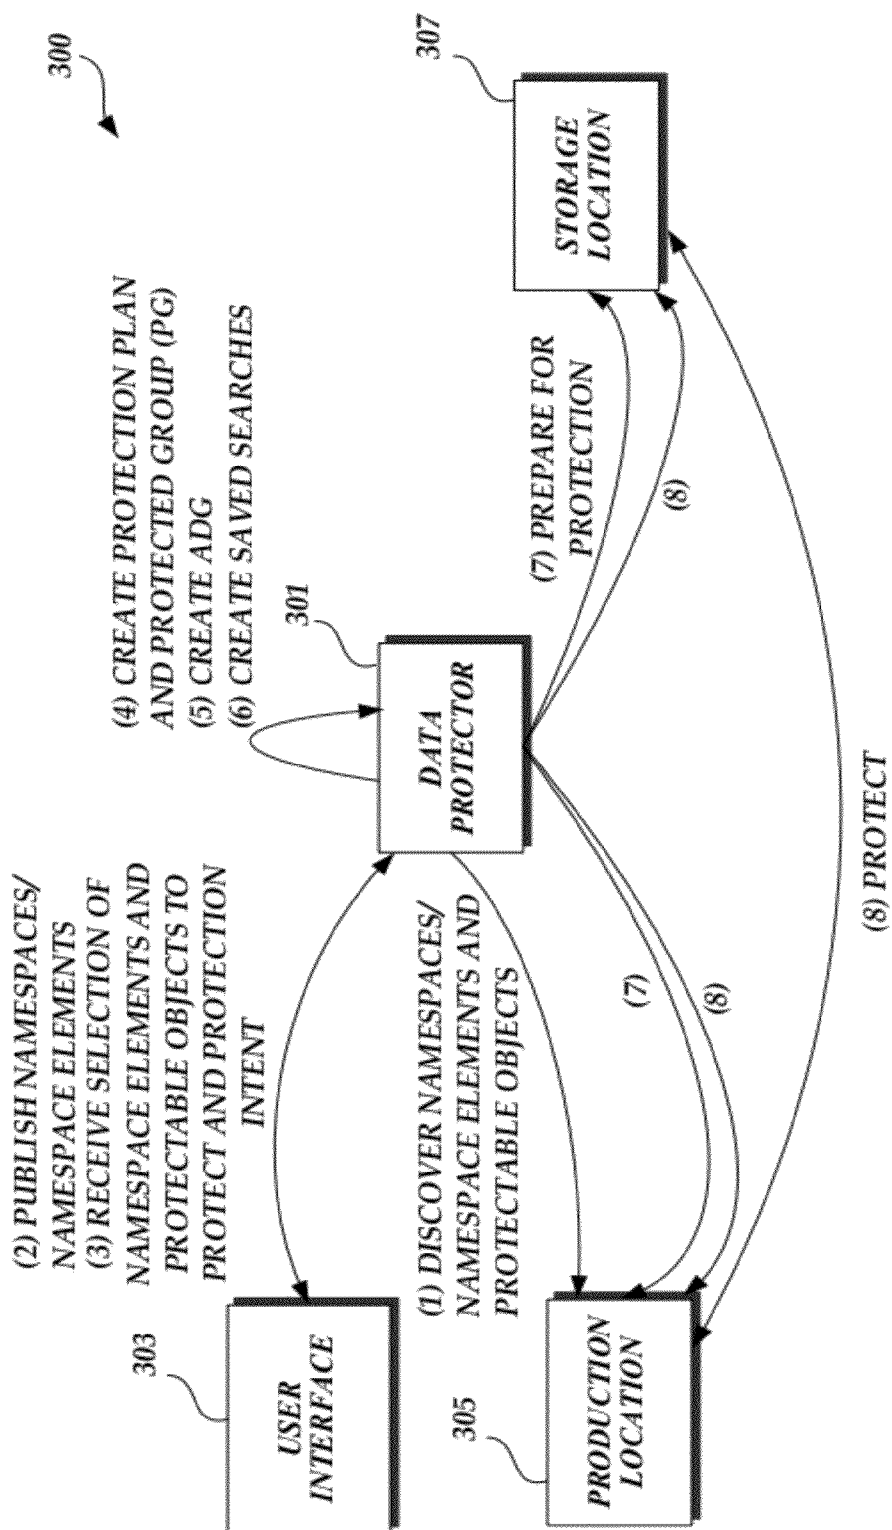 300
(2) PUBLISH NAMESPACES/
NAMESPACE ELEMENTS
(3) RECEIVE SELECTION OF
NAMESPACE ELEMENTS AND
PROTECTABLE OBJECTS TO
PROTECT AND PROTECTION
INTENT
(4) CREATE PROTECTION PLAN
AND PROTECTED GROUP (PG)
(5) CREATE ADG
(6) CREATE SAVED SEARCHES
303
USER
INTERFACE
301
DATA
PROTECTOR
307
STORAGE
LOCATION
(1) DISCOVER NAMESPACES/
NAMESPACE ELEMENTS AND
PROTECTABLE OBJECTS
(7) PREPARE FOR
PROTECTION
305
PRODUCTION
LOCATION
(7)
(8)
(8)
(8) PROTECT